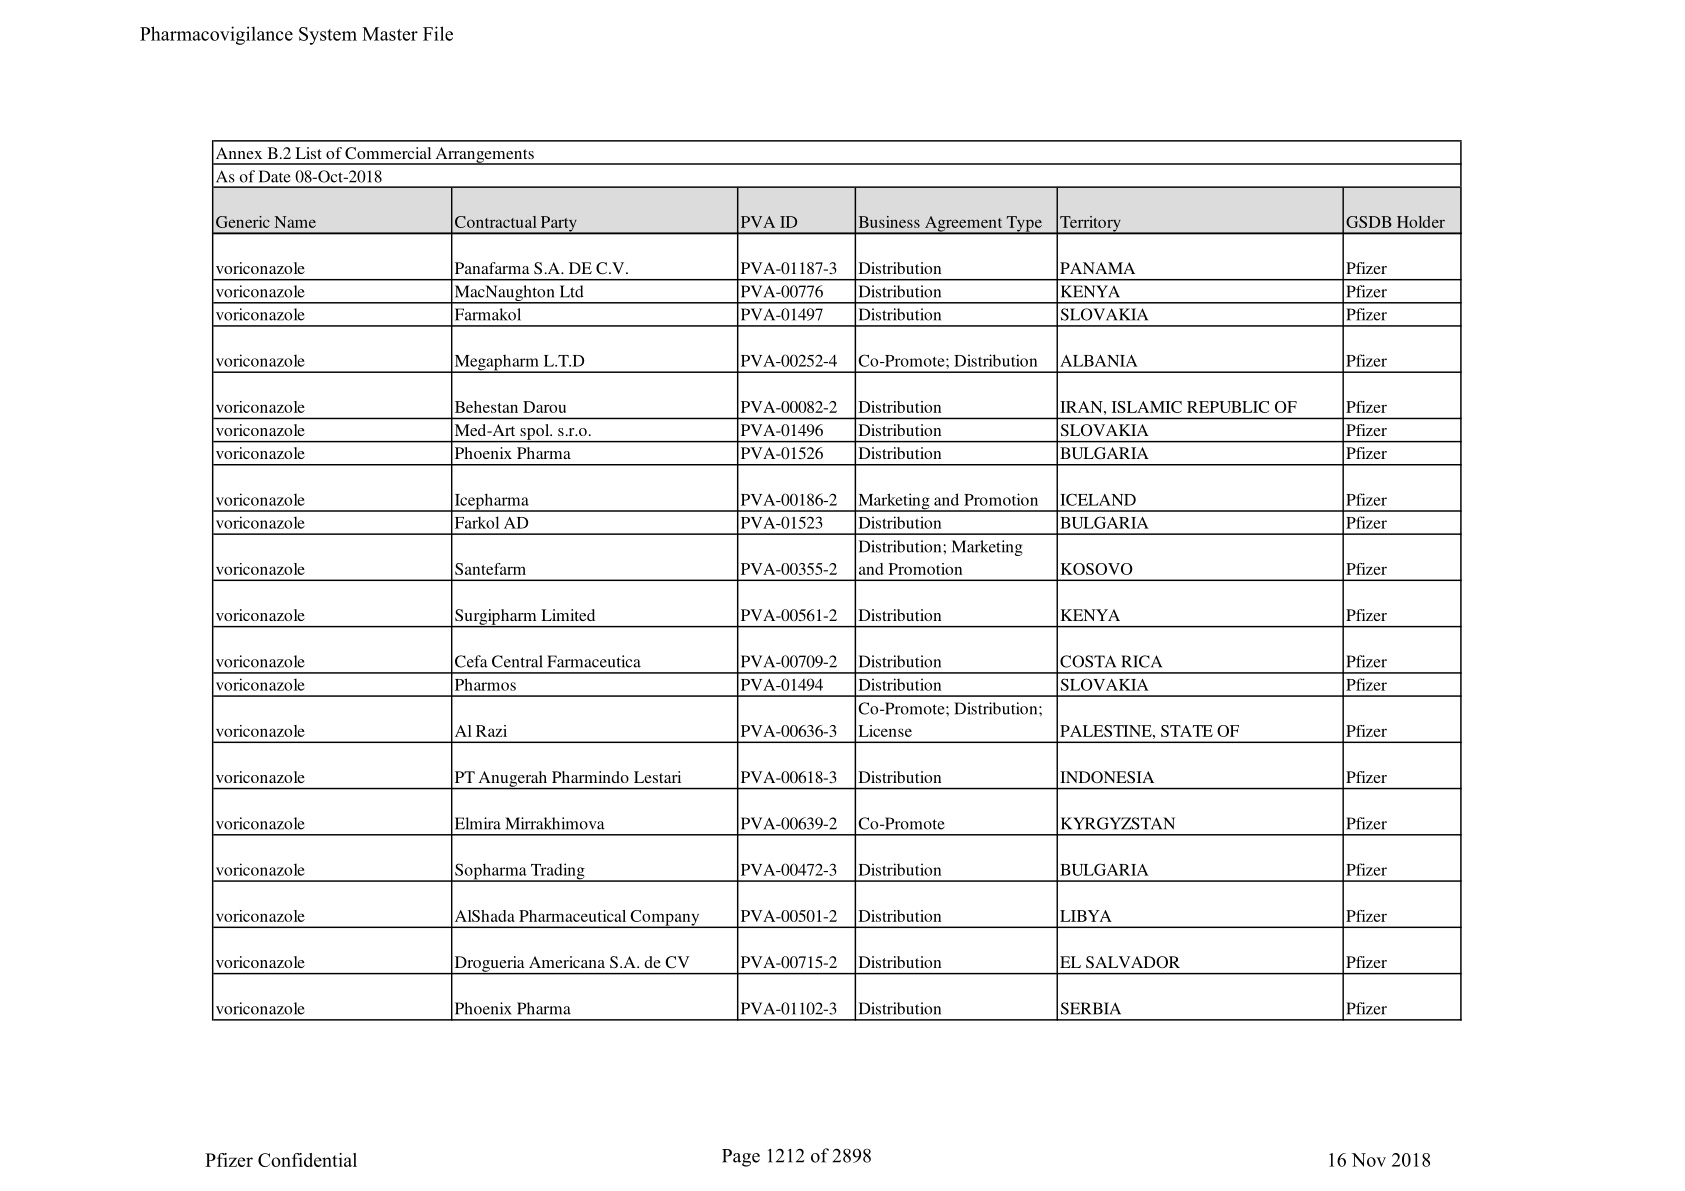 Pharmacovigilance System Master File
Annex B.2 List of Commercial Arrangements
As of Date 08-Oct-2018
Generic Name Contractual Party PVA ID Business Agreement Type Territory GSDB Holder
voriconazole Panafarma S.A. DE C.V. PVA-01187-3 Distribution PANAMA Pfizer
voriconazole MacNaughton Ltd PVA-00776 Distribution KENYA Pfizer
voriconazole Farmakol PVA-01497 Distribution SLOVAKIA Pfizer
voriconazole Megapharm L.T.D PVA-00252-4 Co-Promote; Distribution ALBANIA Pfizer
voriconazole Behestan Darou PVA-00082-2 Distribution IRAN, ISLAMIC REPUBLIC OF Pfizer
voriconazole Med-Art spol. s.r.o. PVA-01496 Distribution SLOVAKIA Pfizer
voriconazole Phoenix Pharma PVA-01526 Distribution BULGARIA Pfizer
voriconazole Icepharma PVA-00186-2 Marketing and Promotion ICELAND Pfizer
voriconazole Farkol AD PVA-01523 Distribution BULGARIA Pfizer
Distribution; Marketing
voriconazole Santefarm PVA-00355-2 and Promotion KOSOVO Pfizer
voriconazole Surgipharm Limited PVA-00561-2 Distribution KENYA Pfizer
voriconazole Cefa Central Farmaceutica PVA-00709-2 Distribution COSTA RICA Pfizer
voriconazole Pharmos PVA-01494 Distribution SLOVAKIA Pfizer
Co-Promote; Distribution;
voriconazole Al Razi PVA-00636-3 License PALESTINE, STATE OF Pfizer
voriconazole PT Anugerah Pharmindo Lestari PVA-00618-3 Distribution INDONESIA Pfizer
voriconazole Elmira Mirrakhimova PVA-00639-2 Co-Promote KYRGYZSTAN Pfizer
voriconazole Sopharma Trading PVA-00472-3 Distribution BULGARIA Pfizer
voriconazole AlShada Pharmaceutical Company PVA-00501-2 Distribution LIBYA Pfizer
voriconazole Drogueria Americana S.A. de CV PVA-00715-2 Distribution EL SALVADOR Pfizer
voriconazole Phoenix Pharma PVA-01102-3 Distribution SERBIA Pfizer
Pfizer Confidential Page 1212 of 2898 16 Nov 2018